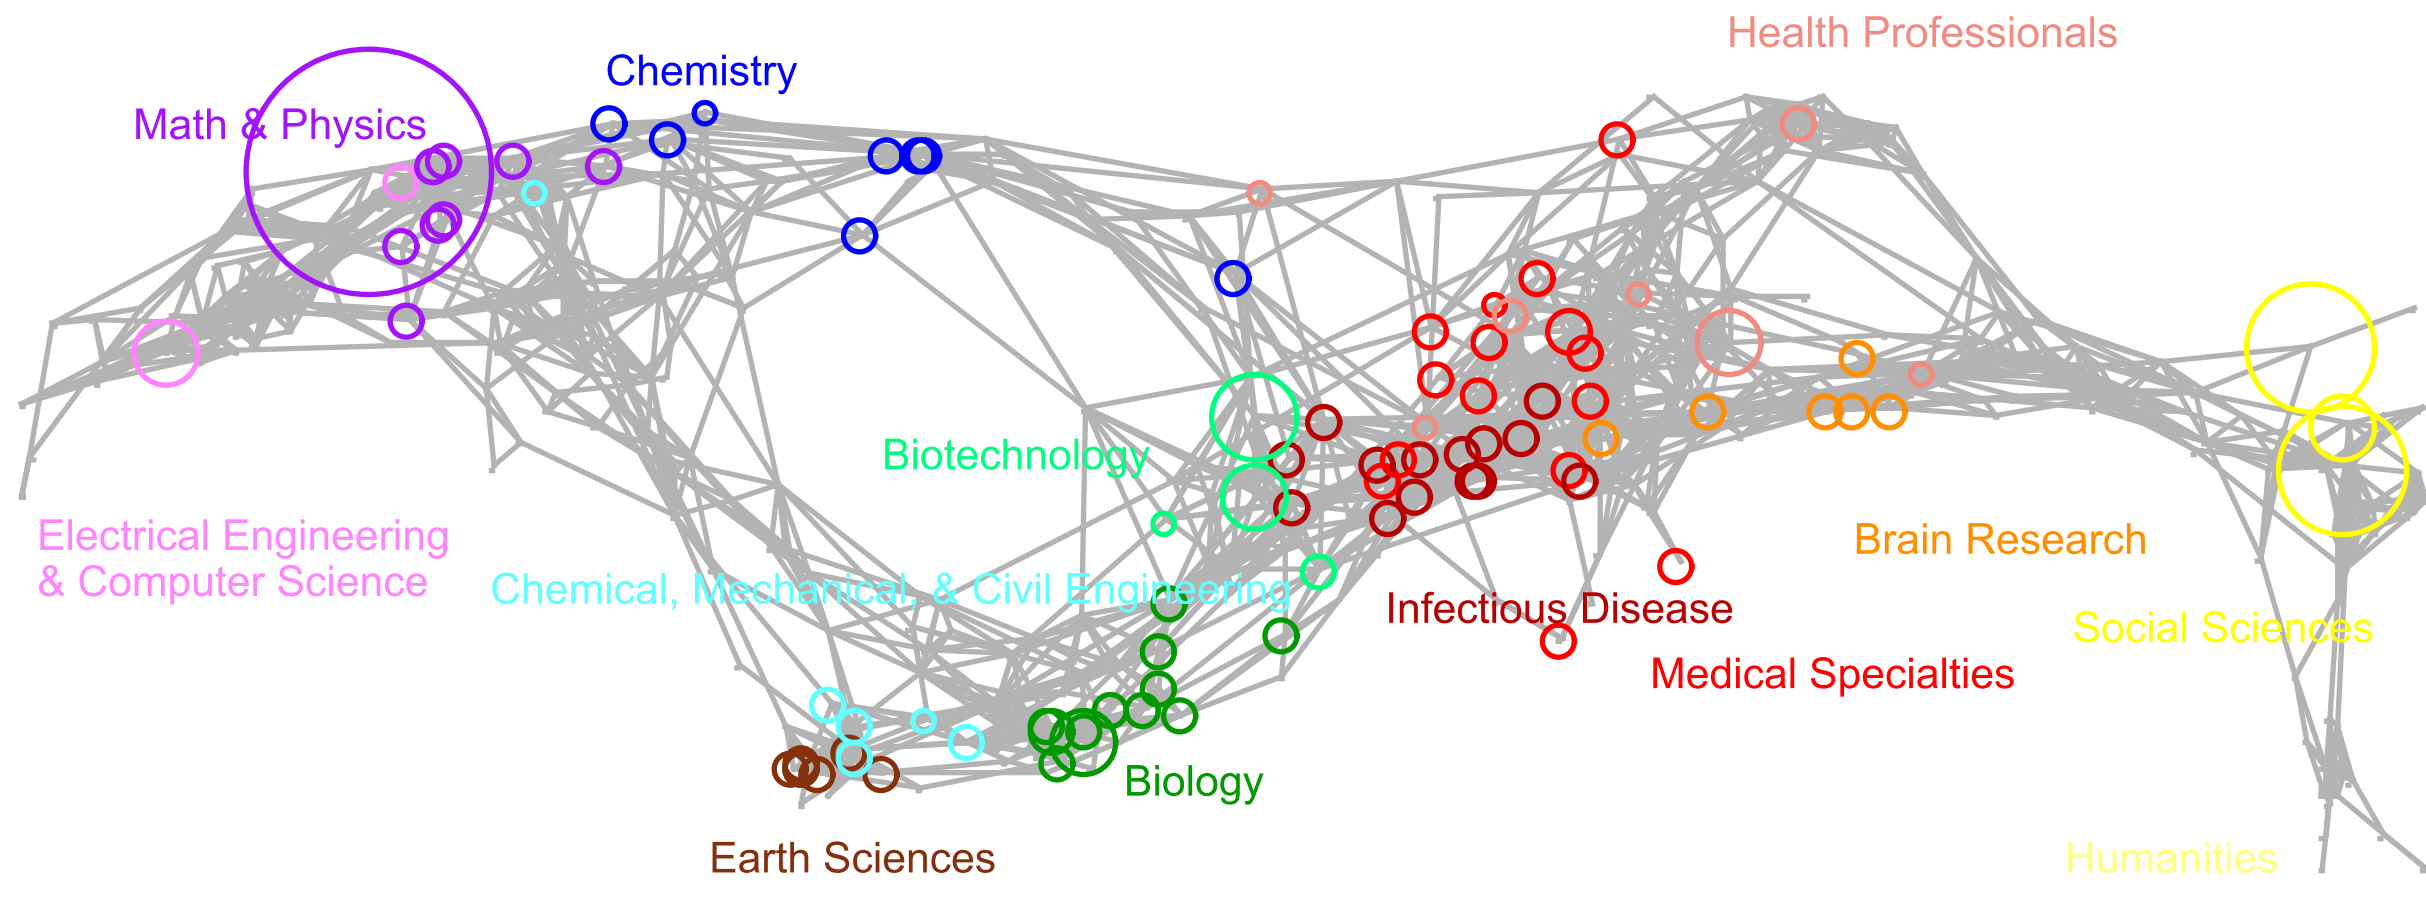 Health Professionals
Chemistry
Math & Physics
Biotechnology
Electrical Engineering
& Computer Science
Brain Research
Chemical, Mechanical, & Civil Engineering
Infectious Disease
Social Sciences
Medical Specialties
Biology
Earth Sciences
Humanities